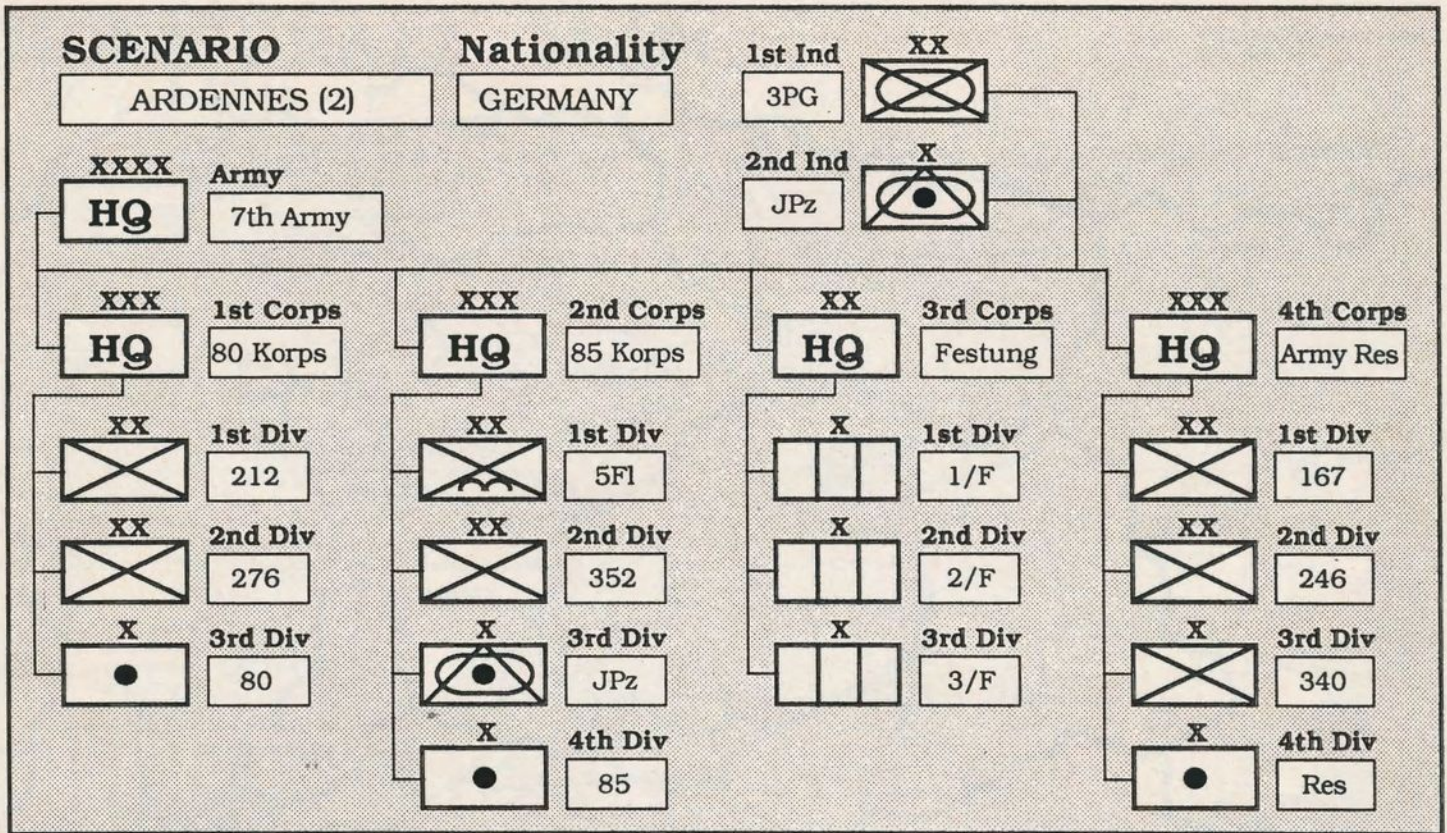 SCENARIO
ARDENNES (2)
Nationality
GERMANY
1st Ind
3PG
XX
2nd Ind
JPz
X
XXXX
HQ
Army
7th Army
XXX
HQ
1st Corps
80 Korps
XX
1st Div
212
XX
2nd Div
276
X
3rd Div
80
XXX
HQ
2nd Corps
85 Korps
XX
1st Div
5Fl
XX
2nd Div
352
X
3rd Div
JPz
X
4th Div
85
XX
HQ
3rd Corps
Festung
X
1st Div
1/F
X
2nd Div
2/F
X
3rd Div
3/F
XXX
HQ
4th Corps
Army Res
XX
1st Div
167
XX
2nd Div
246
X
3rd Div
340
X
4th Div
Res